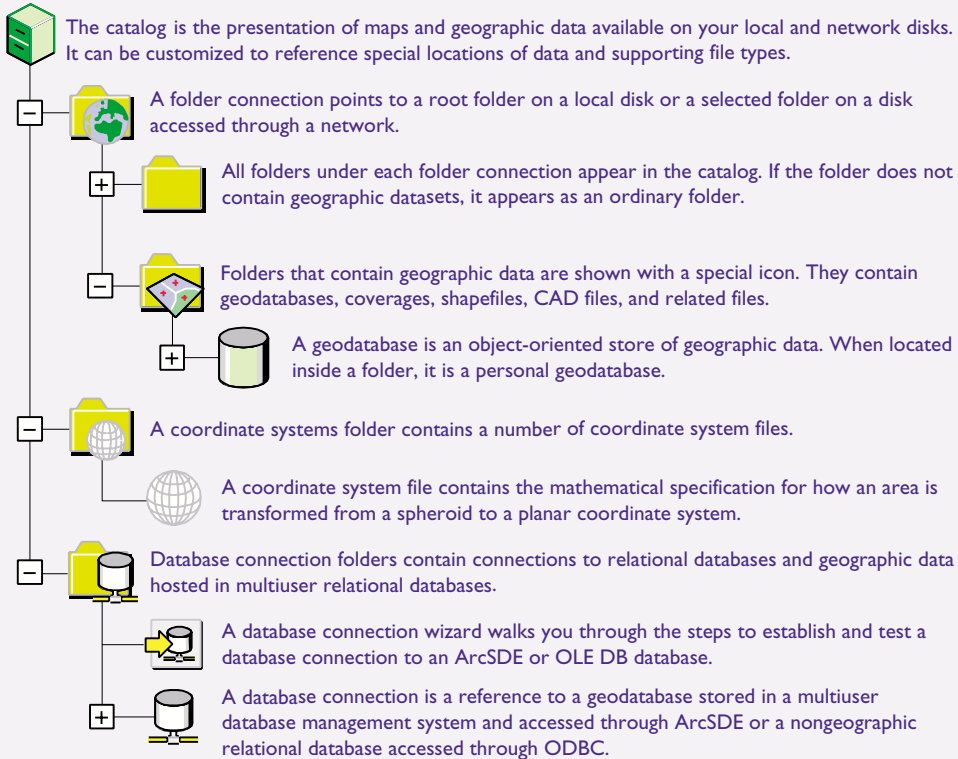 The catalog is the presentation of maps and geographic data available on your local and network disks.
It can be customized to reference special locations of data and supporting file types.
A folder connection points to a root folder on a local disk or a selected folder on a disk
accessed through a network.
All folders under each folder connection appear in the catalog. If the folder does not
contain geographic datasets, it appears as an ordinary folder.
Folders that contain geographic data are shown with a special icon. They contain
geodatabases, coverages, shapefiles, CAD files, and related files.
A geodatabase is an object-oriented store of geographic data. When located
inside a folder, it is a personal geodatabase.
A coordinate systems folder contains a number of coordinate system files.
A coordinate system file contains the mathematical specification for how an area is
transformed from a spheroid to a planar coordinate system.
Database connection folders contain connections to relational databases and geographic data
hosted in multiuser relational databases.
A database connection wizard walks you through the steps to establish and test a
database connection to an ArcSDE or OLE DB database.
A database connection is a reference to a geodatabase stored in a multiuser
database management system and accessed through ArcSDE or a nongeographic
relational database accessed through ODBC.